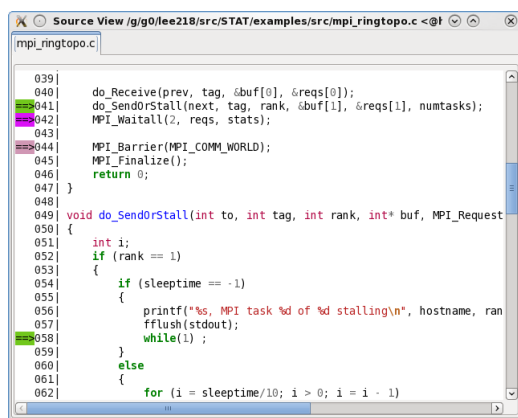 Source View /g/g0/lee218/src/STAT/examples/src/mpi_ringtopo.c <@
mpi_ringtopo.c
039|
040|     do_Receive(prev, tag, &buf[0], &reqs[0]);
==>041|     do_SendOrStall(next, tag, rank, &buf[1], &reqs[1], numtasks);
==>042|     MPI_Waitall(2, reqs, stats);
043|
==>044|     MPI_Barrier(MPI_COMM_WORLD);
045|     MPI_Finalize();
046|     return 0;
047| }
048|
049| void do_SendOrStall(int to, int tag, int rank, int* buf, MPI_Request
050| {
051|     int i;
052|     if (rank == 1)
053|     {
054|         if (sleeptime == -1)
055|         {
056|             printf("%s, MPI task %d of %d stalling\n", hostname, ran
057|             fflush(stdout);
==>058|             while(1) ;
059|         }
060|         else
061|         {
062|             for (i = sleeptime/10; i > 0; i = i - 1)